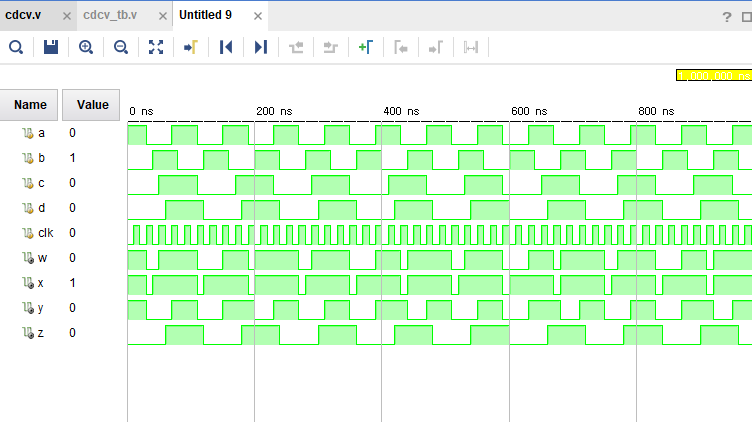 cdcv.v × cdcv_tb.v × Untitled 9 × ?
Name Value
0 ns 200 ns 400 ns 600 ns 800 ns
a 0
b 1
c 0
d 0
clk 0
w 0
x 1
y 0
z 0